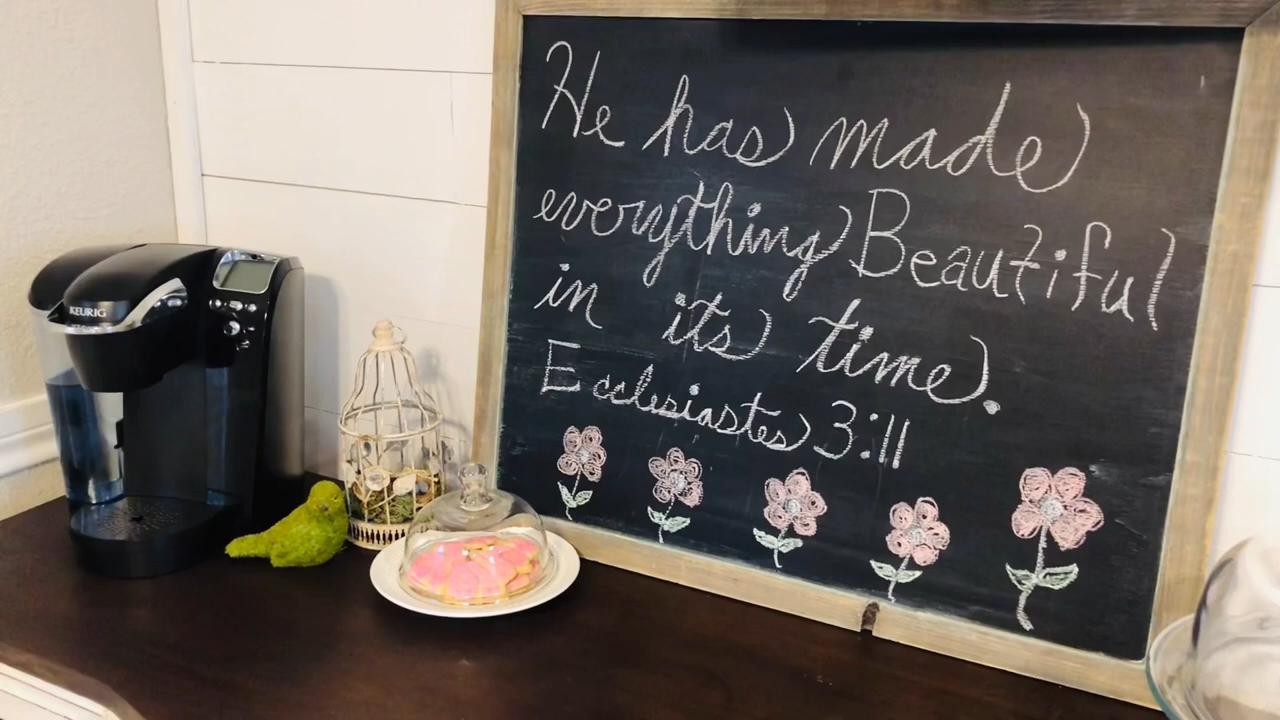 He has made
everything Beautiful
in its time.
Ecclesiastes 3:11
KEURIG